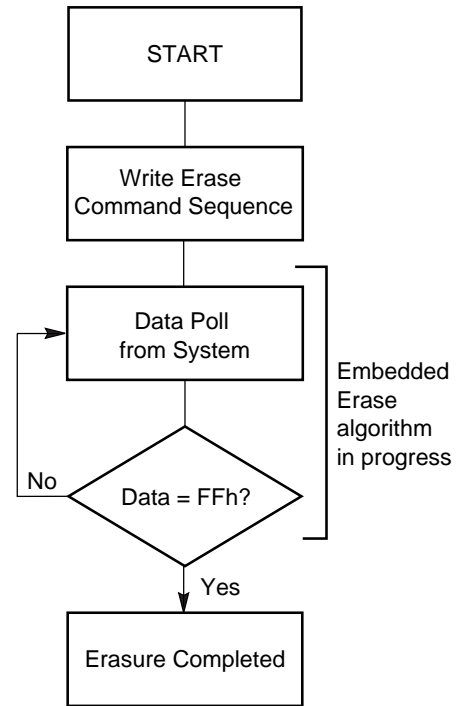 START
Write Erase
Command Sequence
Data Poll
from System
Embedded
Erase
algorithm
in progress
No
Data = FFh?
Yes
Erasure Completed